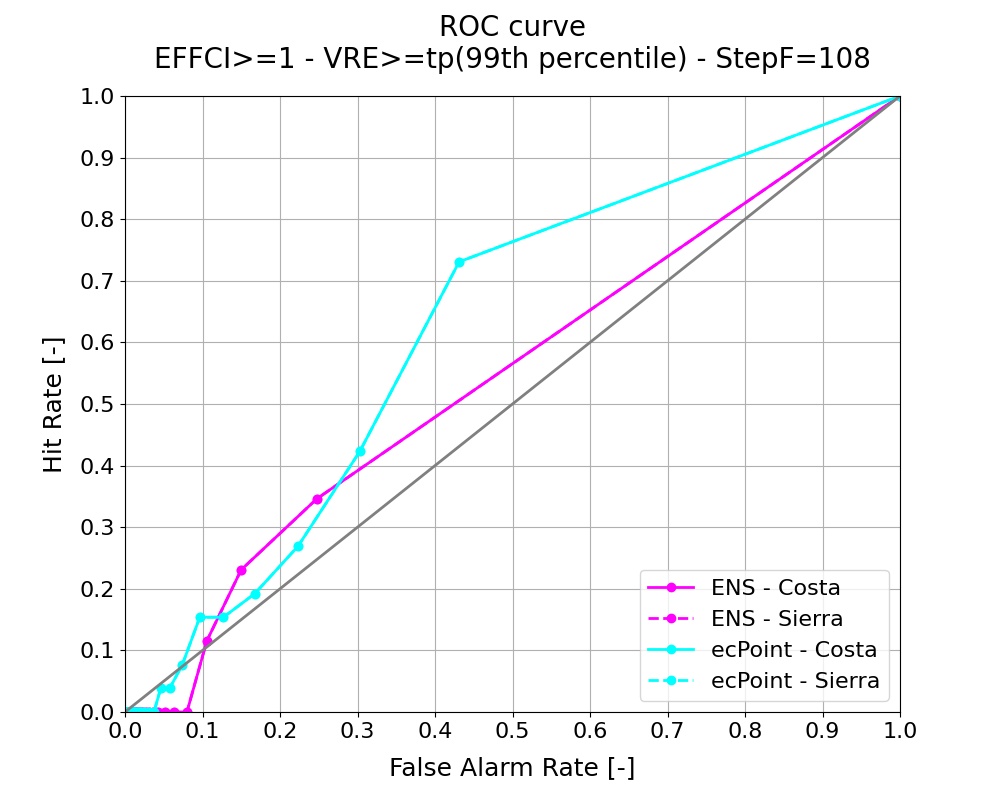 ROC curve
EFFCI>=1 - VRE>=tp(99th percentile) - StepF=108
1.0
0.9
0.8
0.7
0.6
0.5
0.4
0.3
0.2
0.1
0.0
Hit Rate [-]
0.0 0.1 0.2 0.3 0.4 0.5 0.6 0.7 0.8 0.9 1.0
False Alarm Rate [-]
ENS - Costa
ENS - Sierra
ecPoint - Costa
ecPoint - Sierra